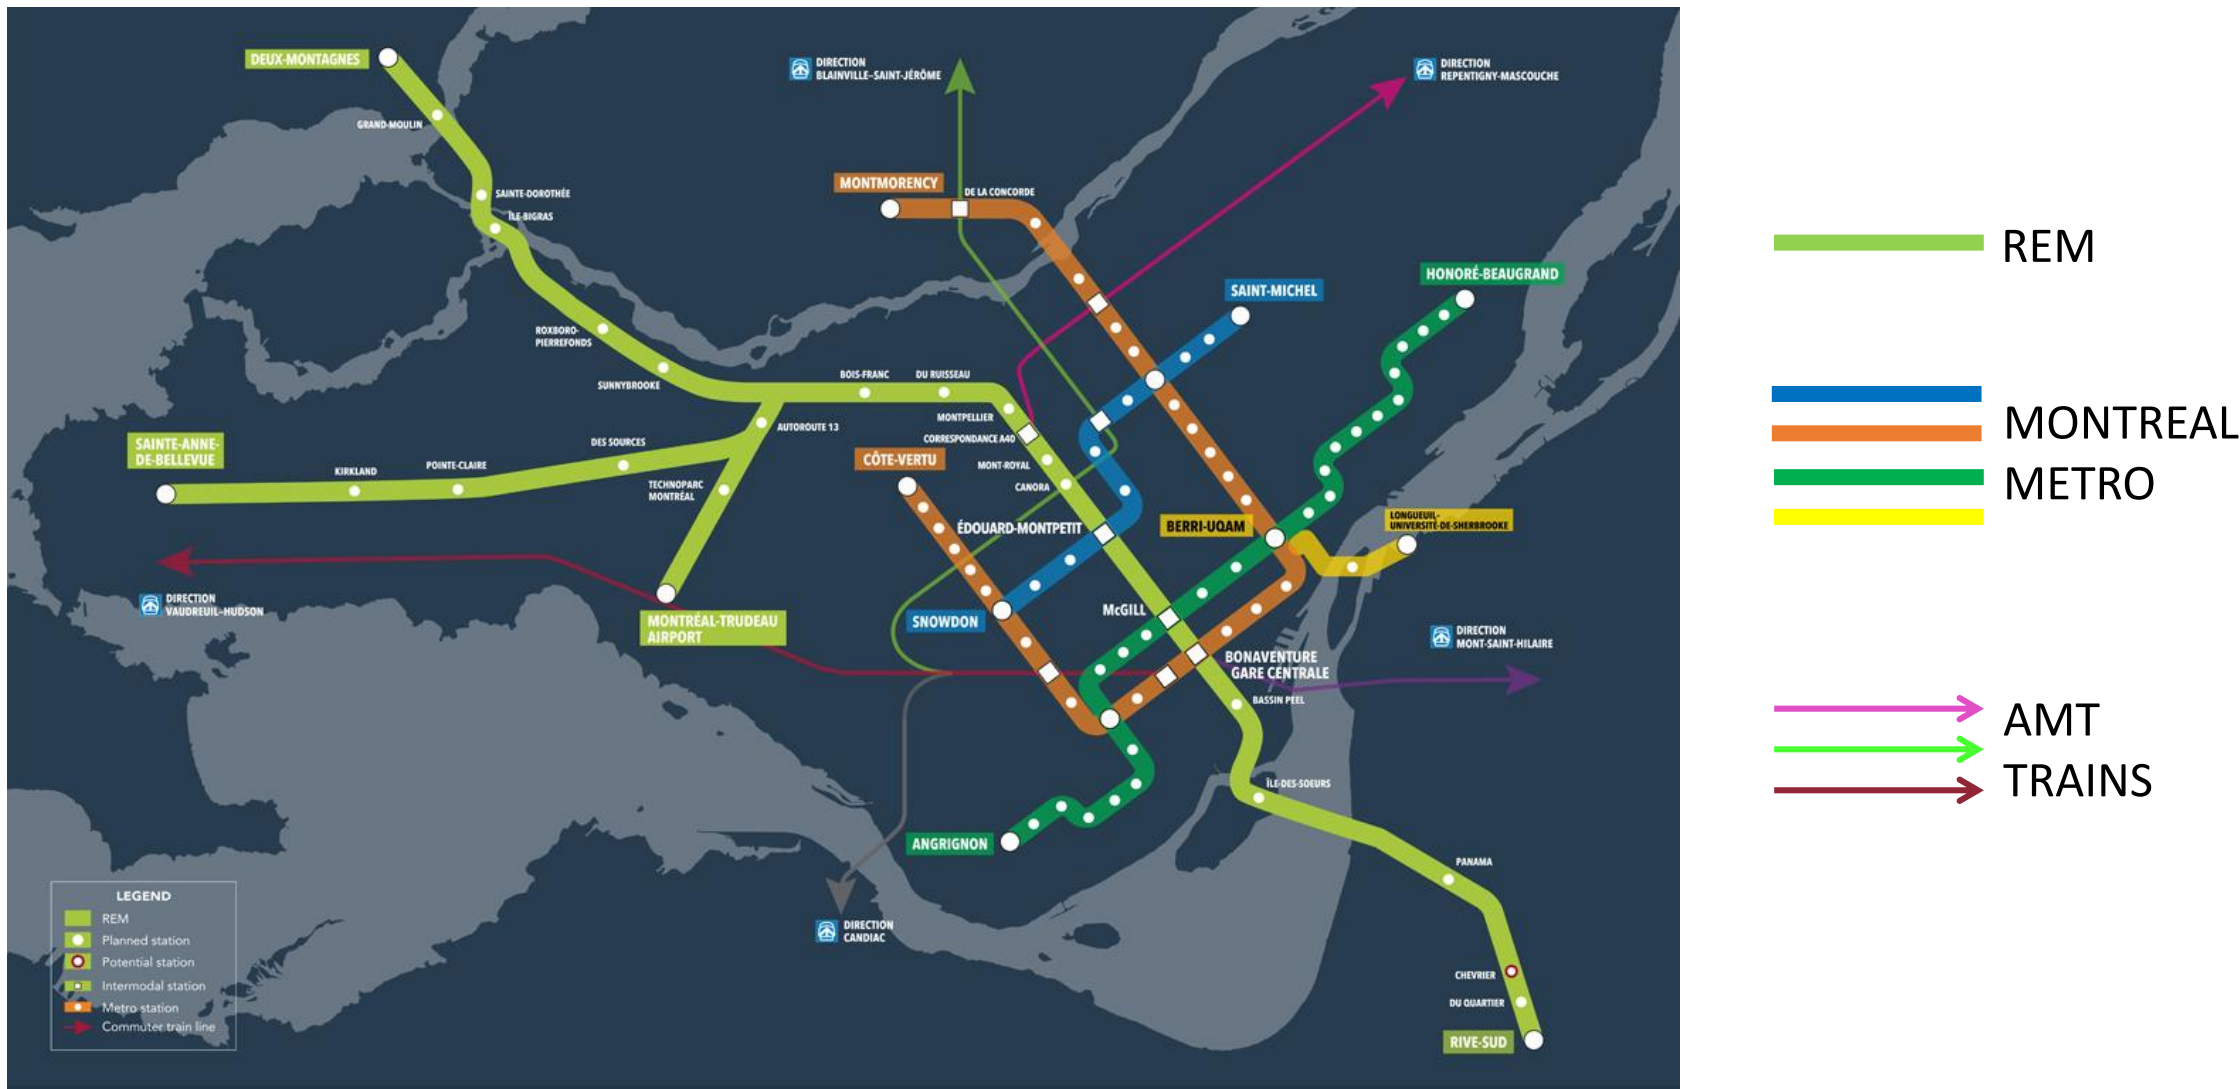 DEUX-MONTAGNES
GRAND-MOULIN
SAINTE-DOROTHÉE
ÎLE-BIGRAS
DIRECTION
BLAINVILLE–SAINT-JÉRÔME
DIRECTION
REPENTIGNY-MASCOUCHE
MONTMORENCY
DE LA CONCORDE
SAINT-MICHEL
HONORÉ-BEAUGRAND
ROXBORO-
PIERREFONDS
SUNNYBROOKE
BOIS-FRANC
DU RUISSEAU
MONTPELLIER
CORRESPONDANCE A40
MONT-ROYAL
CANORA
AUTOROUTE 13
SAINTE-ANNE-
DE-BELLEVUE
KIRKLAND
POINTE-CLAIRE
DES SOURCES
TECHNOPARC
MONTRÉAL
CÔTE-VERTU
ÉDOUARD-MONTPETIT
BERRI-UQAM
LONGUEUIL–
UNIVERSITÉ-DE-SHERBROOKE
DIRECTION
VAUDREUIL–HUDSON
MONTRÉAL-TRUDEAU
AIRPORT
SNOWDON
McGILL
BONAVENTURE
GARE CENTRALE
DIRECTION
MONT-SAINT-HILAIRE
BASSIN PEEL
ÎLE-DES-SOEURS
ANGRIGNON
PANAMA
DIRECTION
CANDIAC
CHEVRIER
DU QUARTIER
RIVE-SUD
LEGEND
REM
Planned station
Potential station
Intermodal station
Metro station
Commuter train line
REM
MONTREAL
METRO
AMT
TRAINS